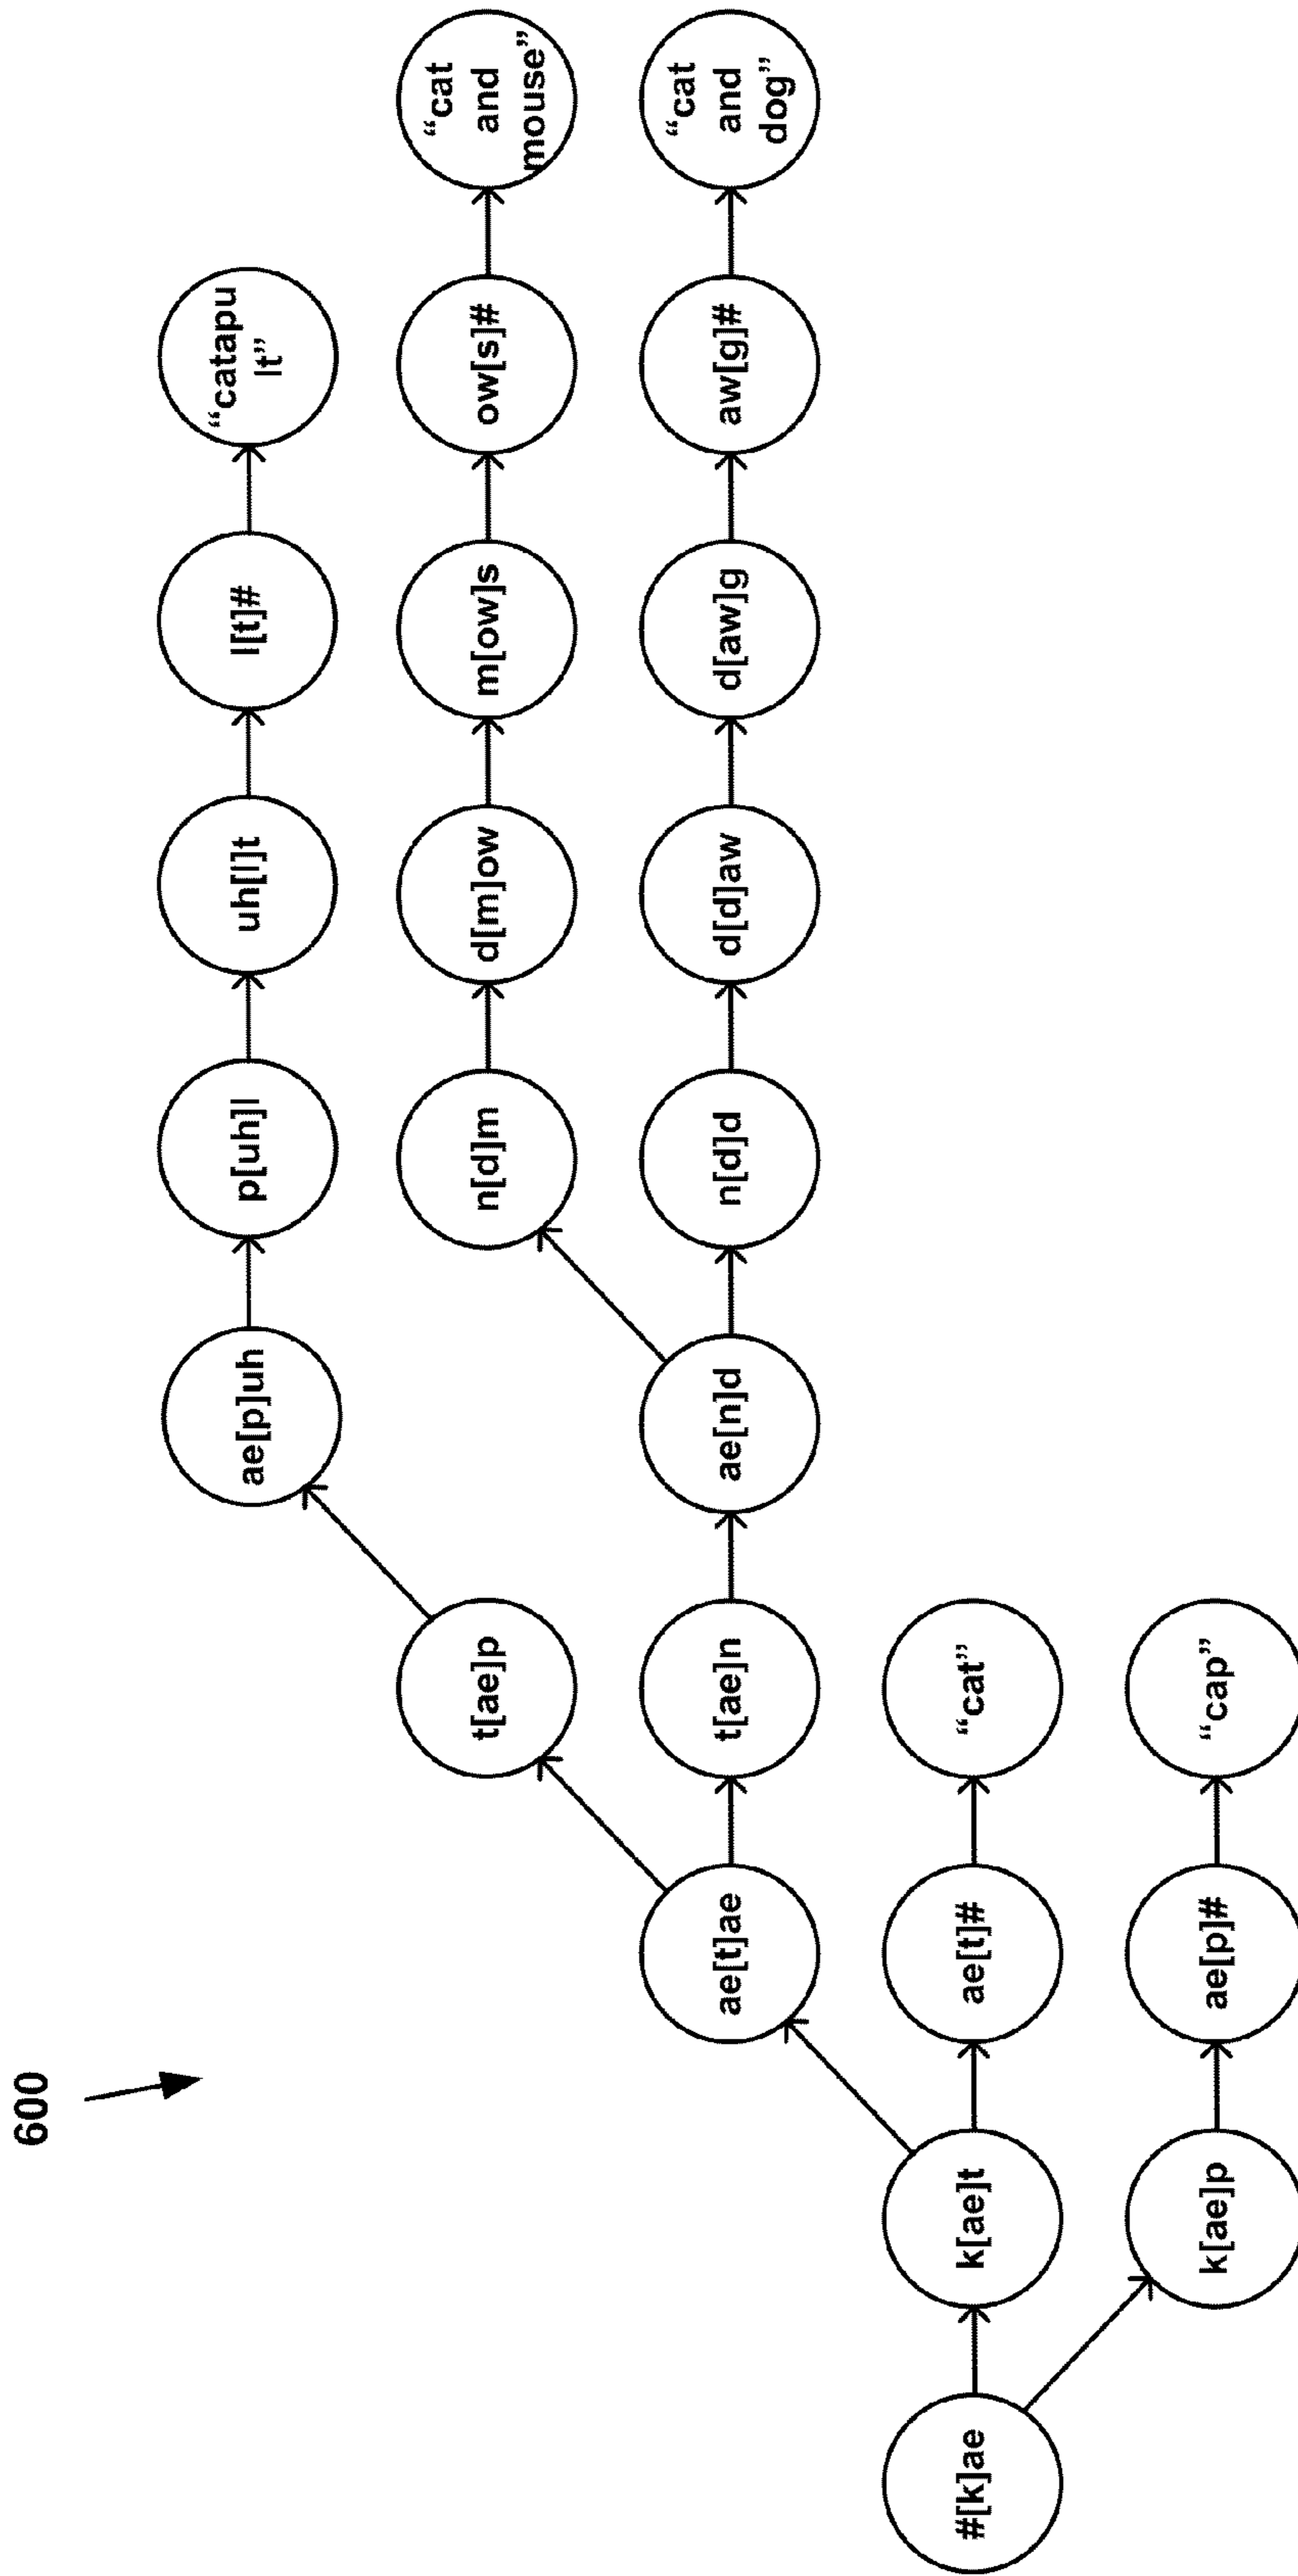 600
ae[p]uh
p[uh]l
uh[l]t
l[t]#
“catapu
lt”
t[ae]p
n[d]m
d[m]ow
m[ow]s
ow[s]#
“cat
and
mouse”
ae[t]ae
t[ae]n
ae[n]d
n[d]d
d[d]aw
d[aw]g
aw[g]#
“cat
and
dog”
#[k]ae
k[ae]t
ae[t]#
“cat”
k[ae]p
ae[p]#
“cap”